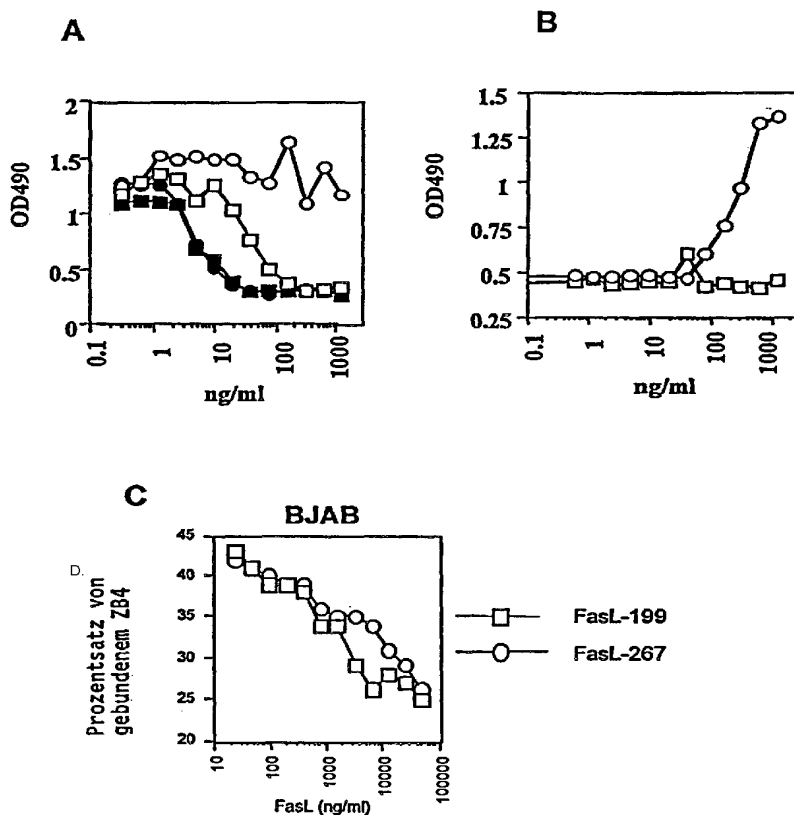 A
B
2
1.5
1
0.5
0
OD490
0.1
1
10
100
1000
ng/ml
1.5
1.25
1
0.75
0.5
0.25
OD490
0.1
1
10
100
1000
ng/ml
C
BJAB
D.
Prozentsatz von
gebundenem ZB4
45
40
35
30
25
20
10
100
1000
10000
100000
FasL (ng/ml)
FasL-199
FasL-267